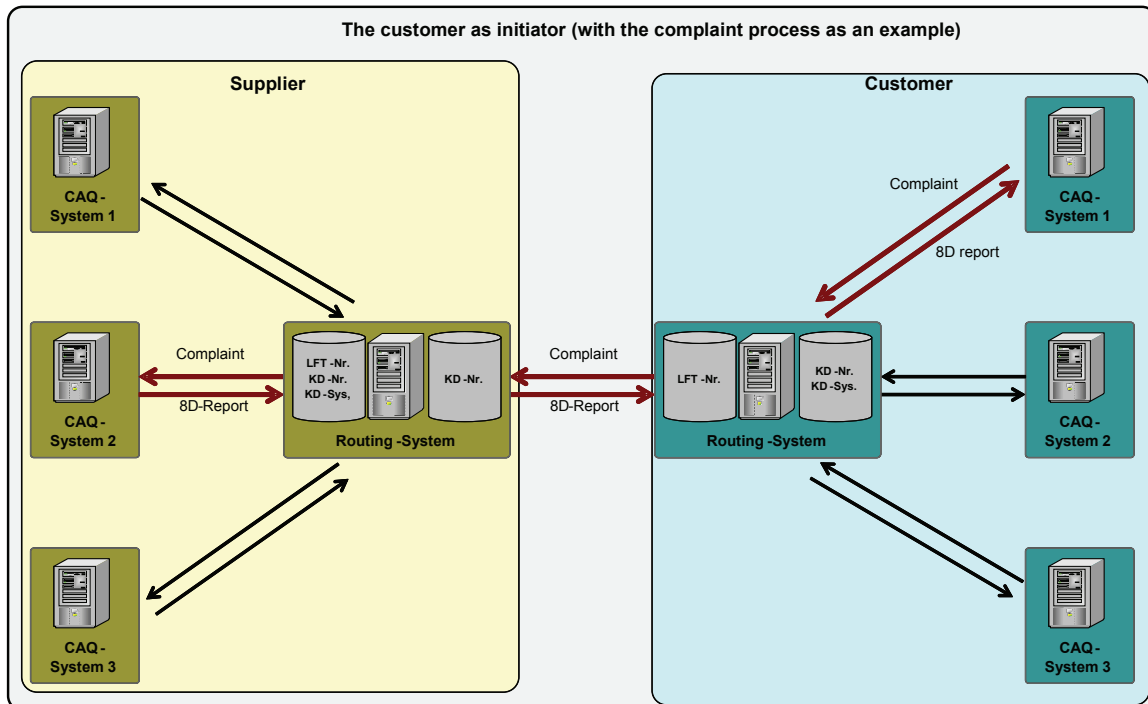 The customer as initiator (with the complaint process as an example)
Supplier
CAQ -
System 1
CAQ -
System 2
CAQ -
System 3
Complaint
8D-Report
LFT -Nr.
KD -Nr.
KD -Sys,
KD -Nr.
Routing -System
Complaint
8D-Report
Customer
LFT -Nr.
KD -Nr.
KD -Sys.
Routing -System
Complaint
8D report
CAQ -
System 1
CAQ -
System 2
CAQ -
System 3